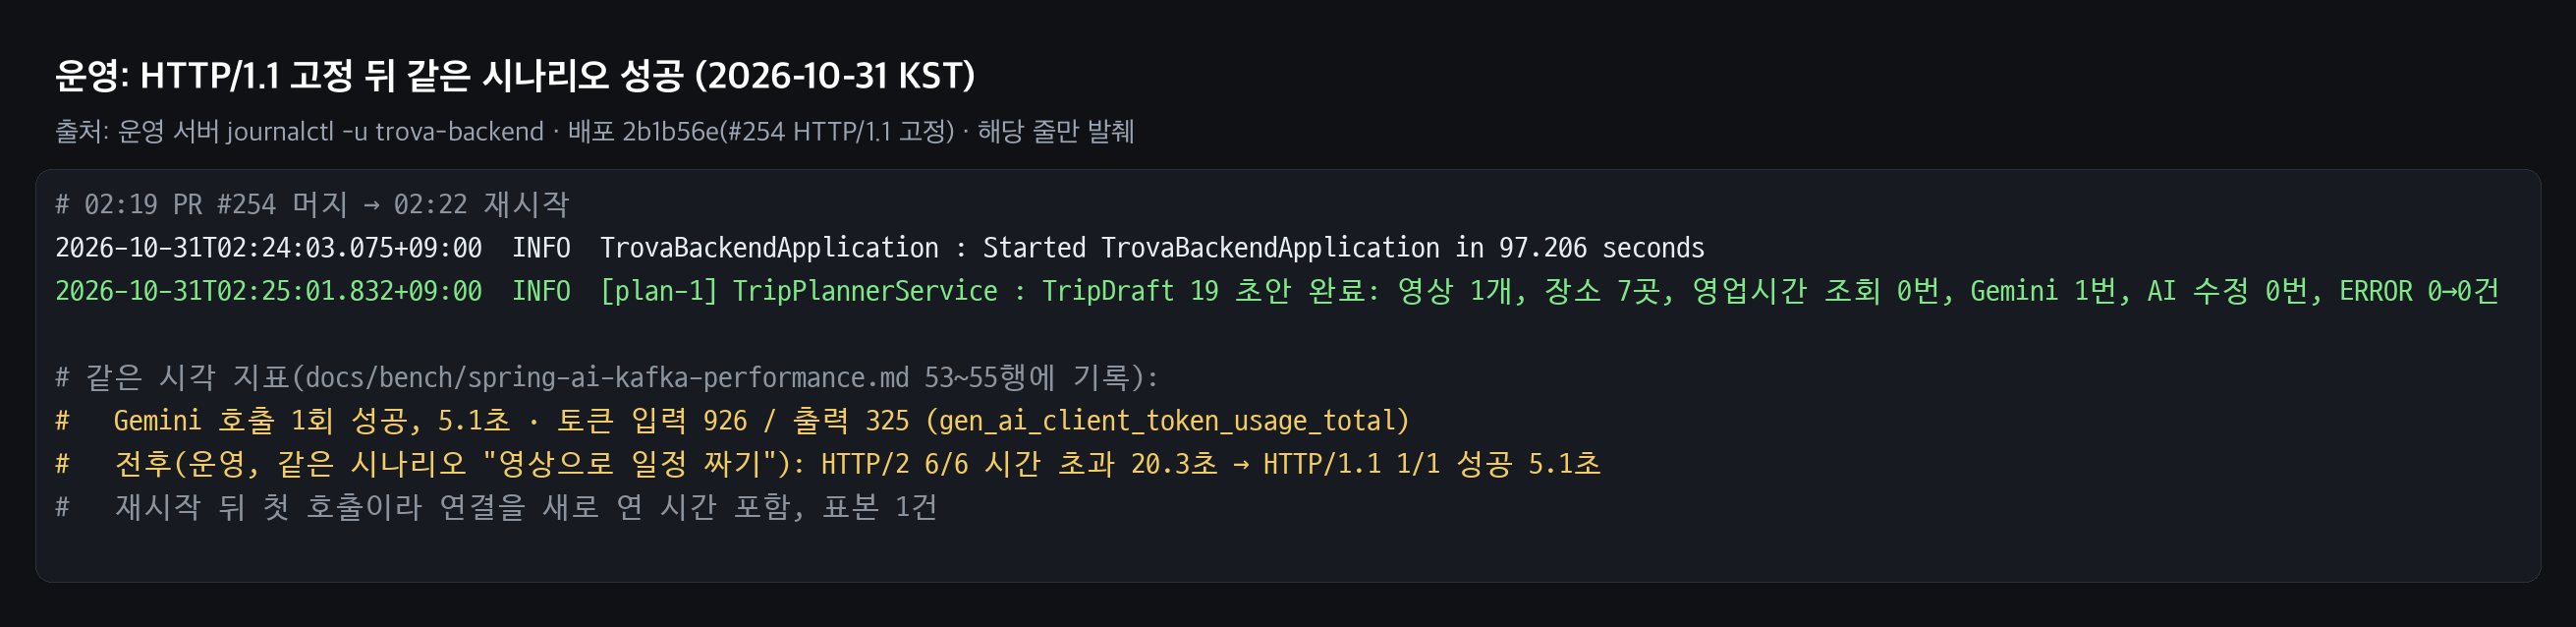 운영: HTTP/1.1 고정 뒤 같은 시나리오 성공 (2026-10-31 KST)
출처: 운영 서버 journalctl -u trova-backend · 배포 2b1b56e(#254 HTTP/1.1 고정) · 해당 줄만 발췌
# 02:19 PR #254 머지 → 02:22 재시작
2026-10-31T02:24:03.075+09:00  INFO  TrovaBackendApplication : Started TrovaBackendApplication in 97.206 seconds
2026-10-31T02:25:01.832+09:00  INFO  [plan-1] TripPlannerService : TripDraft 19 초안 완료: 영상 1개, 장소 7곳, 영업시간 조회 0번, Gemini 1번, AI 수정 0번, ERROR 0→0건
# 같은 시각 지표(docs/bench/spring-ai-kafka-performance.md 53~55행에 기록):
#   Gemini 호출 1회 성공, 5.1초 · 토큰 입력 926 / 출력 325 (gen_ai_client_token_usage_total)
#   전후(운영, 같은 시나리오 "영상으로 일정 짜기"): HTTP/2 6/6 시간 초과 20.3초 → HTTP/1.1 1/1 성공 5.1초
#   재시작 뒤 첫 호출이라 연결을 새로 연 시간 포함, 표본 1건